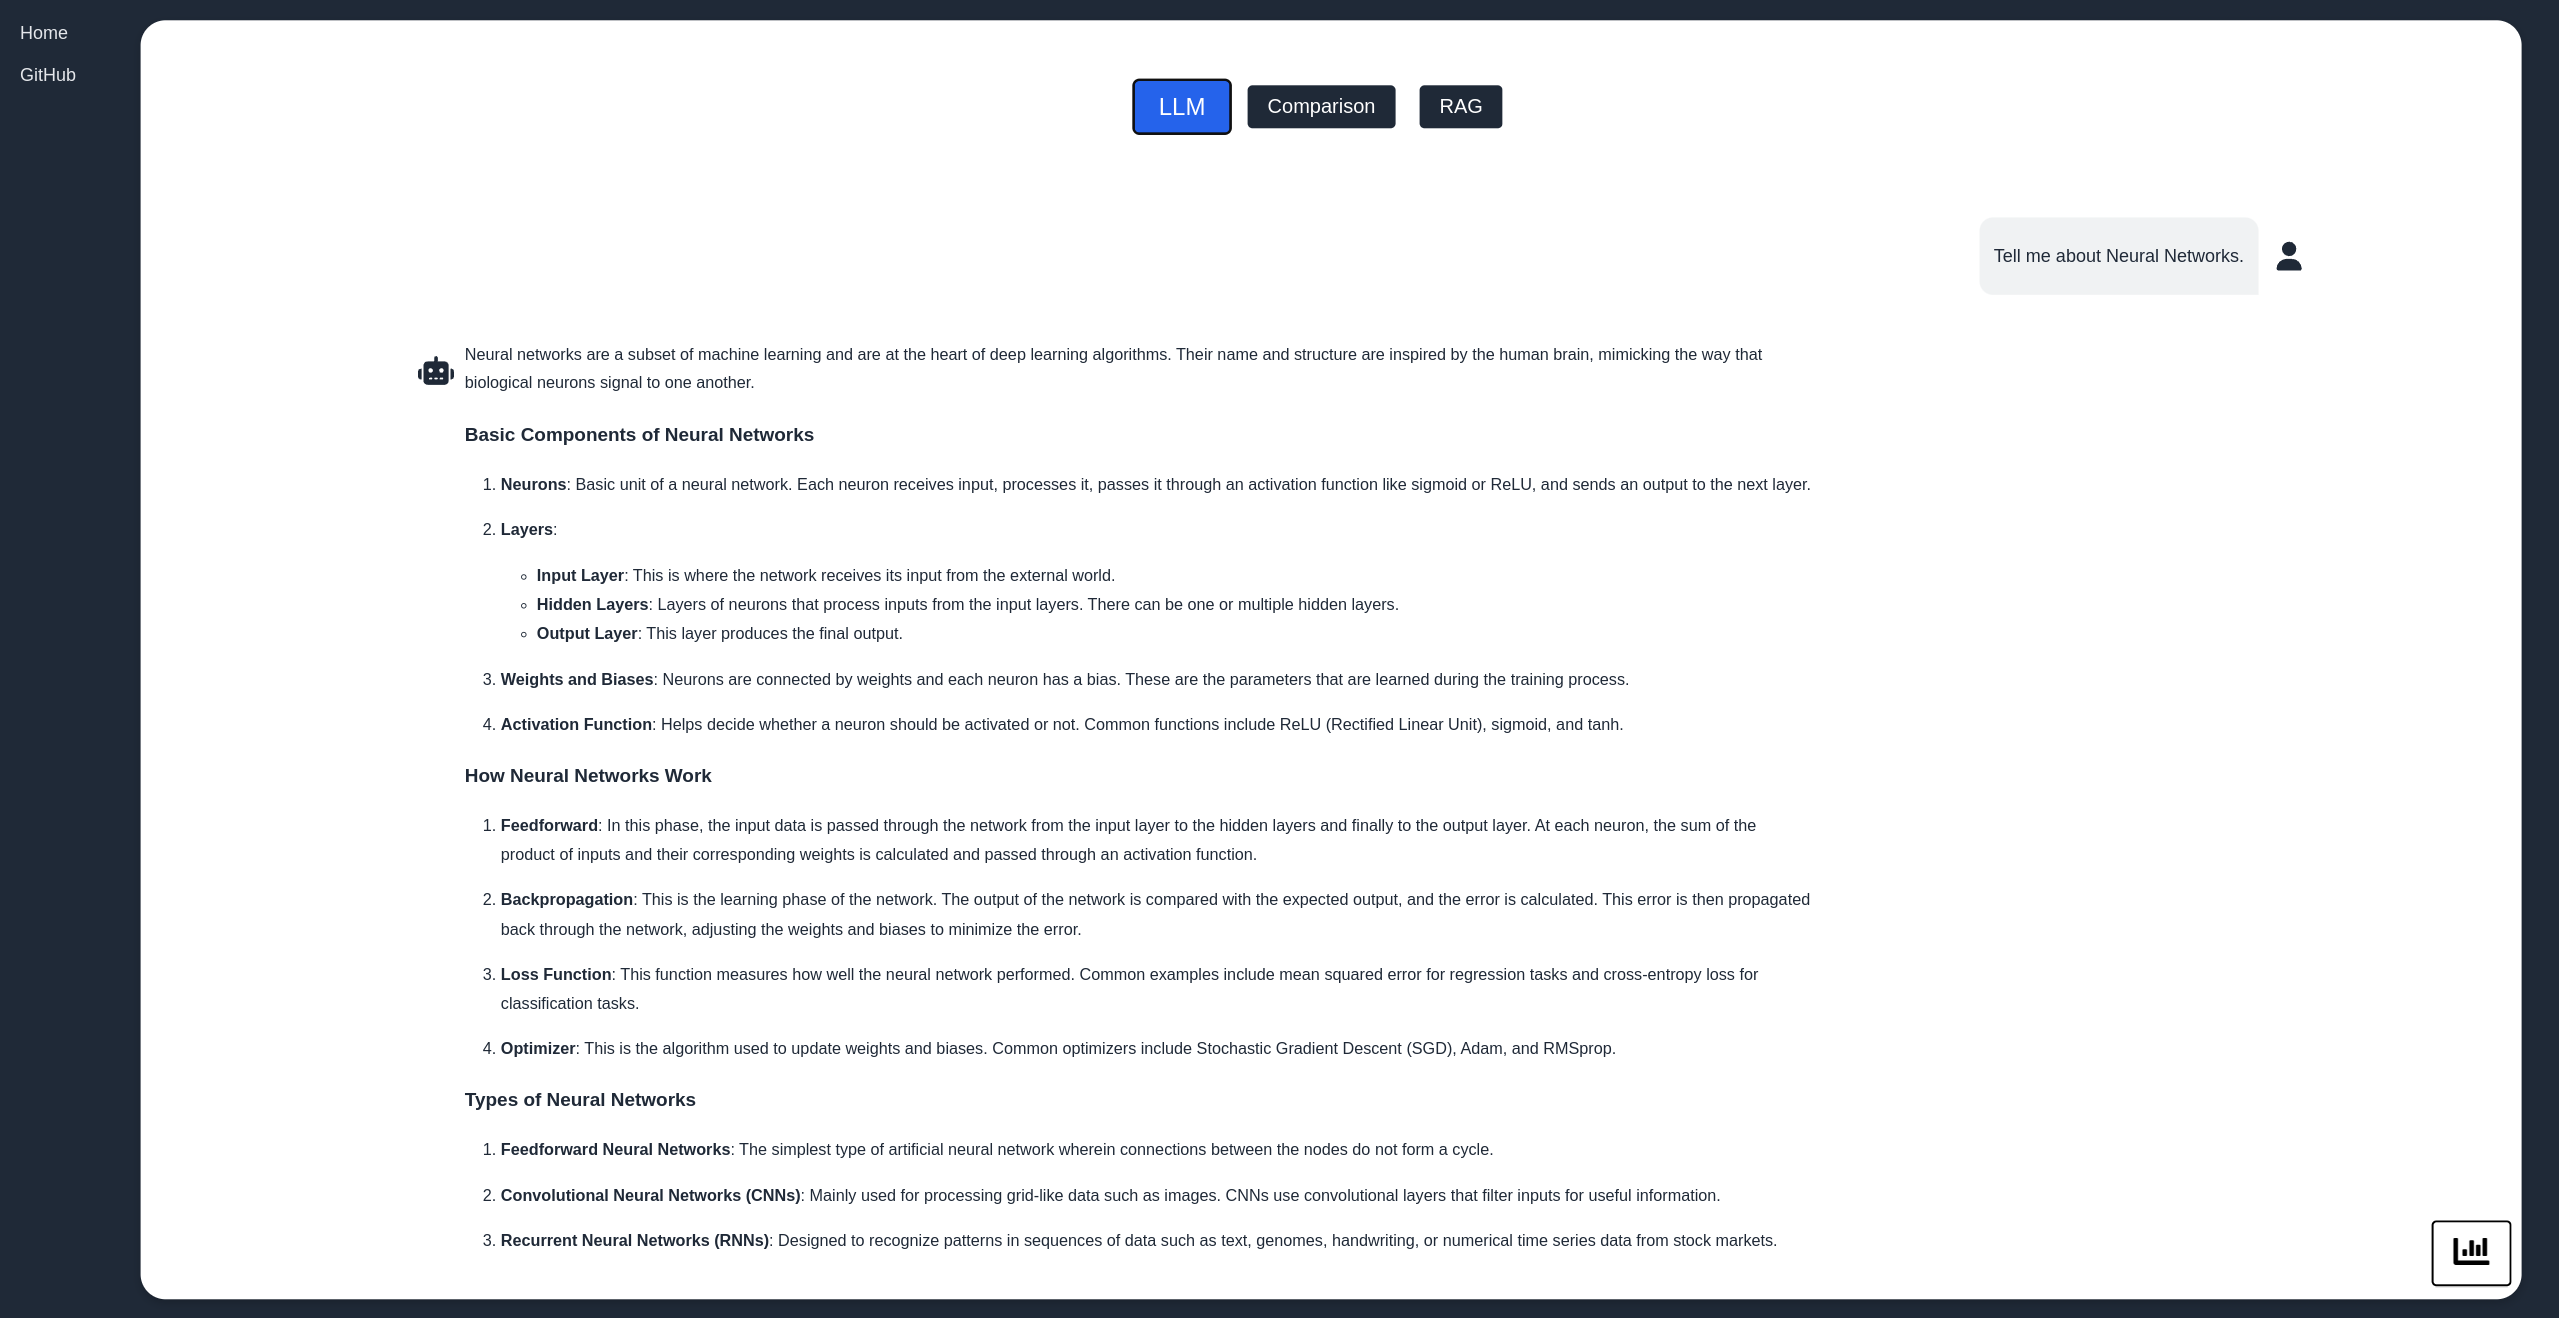 Home
GitHub
LLM
Comparison
RAG
Tell me about Neural Networks.
Neural networks are a subset of machine learning and are at the heart of deep learning algorithms. Their name and structure are inspired by the human brain, mimicking the way that
biological neurons signal to one another.
Basic Components of Neural Networks
1. Neurons: Basic unit of a neural network. Each neuron receives input, processes it, passes it through an activation function like sigmoid or ReLU, and sends an output to the next layer.
2. Layers:
Input Layer: This is where the network receives its input from the external world.
Hidden Layers: Layers of neurons that process inputs from the input layers. There can be one or multiple hidden layers.
Output Layer: This layer produces the final output.
3. Weights and Biases: Neurons are connected by weights and each neuron has a bias. These are the parameters that are learned during the training process.
4. Activation Function: Helps decide whether a neuron should be activated or not. Common functions include ReLU (Rectified Linear Unit), sigmoid, and tanh.
How Neural Networks Work
1. Feedforward: In this phase, the input data is passed through the network from the input layer to the hidden layers and finally to the output layer. At each neuron, the sum of the
product of inputs and their corresponding weights is calculated and passed through an activation function.
2. Backpropagation: This is the learning phase of the network. The output of the network is compared with the expected output, and the error is calculated. This error is then propagated
back through the network, adjusting the weights and biases to minimize the error.
3. Loss Function: This function measures how well the neural network performed. Common examples include mean squared error for regression tasks and cross-entropy loss for
classification tasks.
4. Optimizer: This is the algorithm used to update weights and biases. Common optimizers include Stochastic Gradient Descent (SGD), Adam, and RMSprop.
Types of Neural Networks
1. Feedforward Neural Networks: The simplest type of artificial neural network wherein connections between the nodes do not form a cycle.
2. Convolutional Neural Networks (CNNs): Mainly used for processing grid-like data such as images. CNNs use convolutional layers that filter inputs for useful information.
3. Recurrent Neural Networks (RNNs): Designed to recognize patterns in sequences of data such as text, genomes, handwriting, or numerical time series data from stock markets.